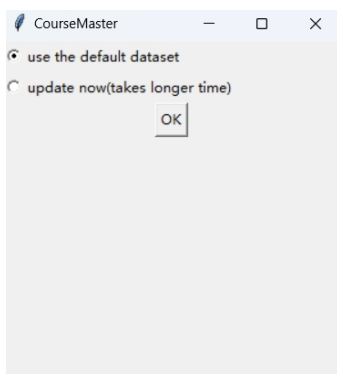 CourseMaster
use the default dataset
update now(takes longer time)
OK